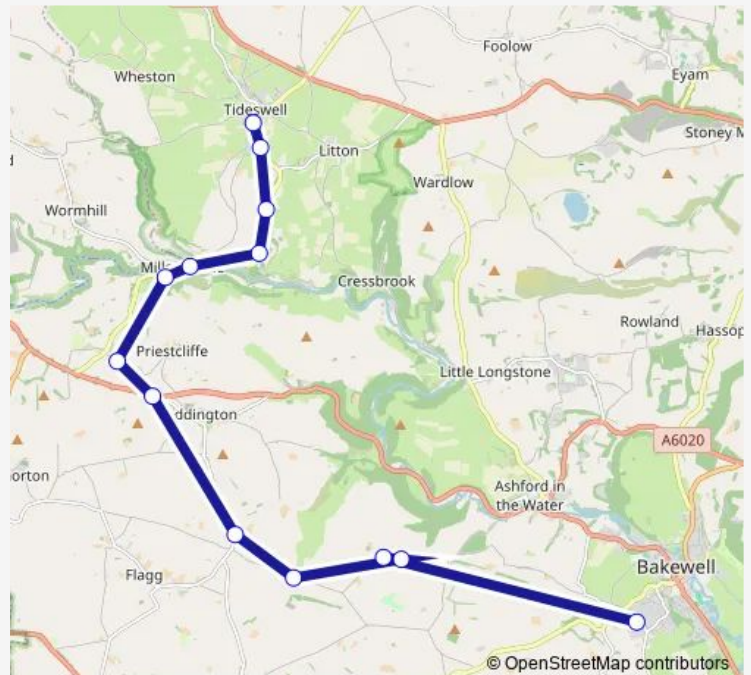 Foolow
Wheston
Eyam
Tideswell
Stoney M
Litton
Wardlow
Wormhill
Mill
Cressbrook
Rowland
Hassop
Priestcliffe
Little Longstone
ddington
A6020
orton
Ashford in
the Water
Bakewell
Flagg
© OpenStreetMap contributors